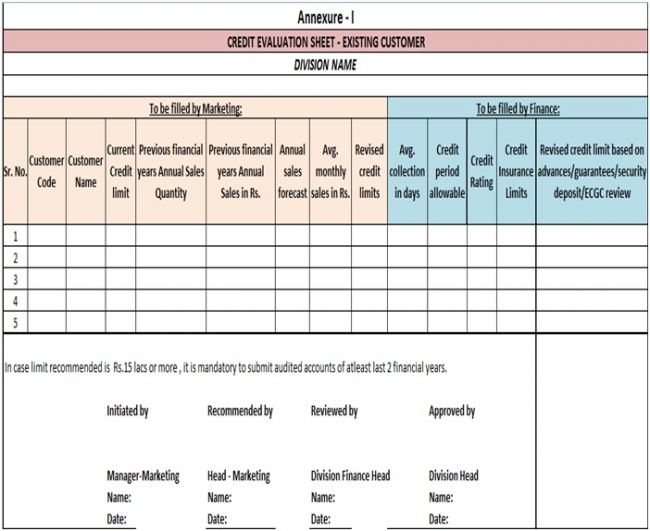 Annexure - I
CREDIT EVALUATION SHEET - EXISTING CUSTOMER
DIVISION NAME
To be filled by Marketing: To be filled by Finance:
Sr. No. Customer Code Customer Name Current Credit limit Previous financial years Annual Sales Quantity Previous financial years Annual Sales in Rs. Annual sales forecast Avg. monthly sales in Rs. Revised credit limits Avg. collection in days Credit period allowable Credit Rating Credit Insurance Limits Revised credit limit based on advances/guarantees/security deposit/ECGC review
1
2
3
4
5
In case limit recommended is Rs.15 lacs or more , it is mandatory to submit audited accounts of atleast last 2 financial years.
Initiated by Recommended by Reviewed by Approved by
Manager-Marketing Head - Marketing Division Finance Head Division Head
Name: Name: Name: Name:
Date: Date: Date: Date: